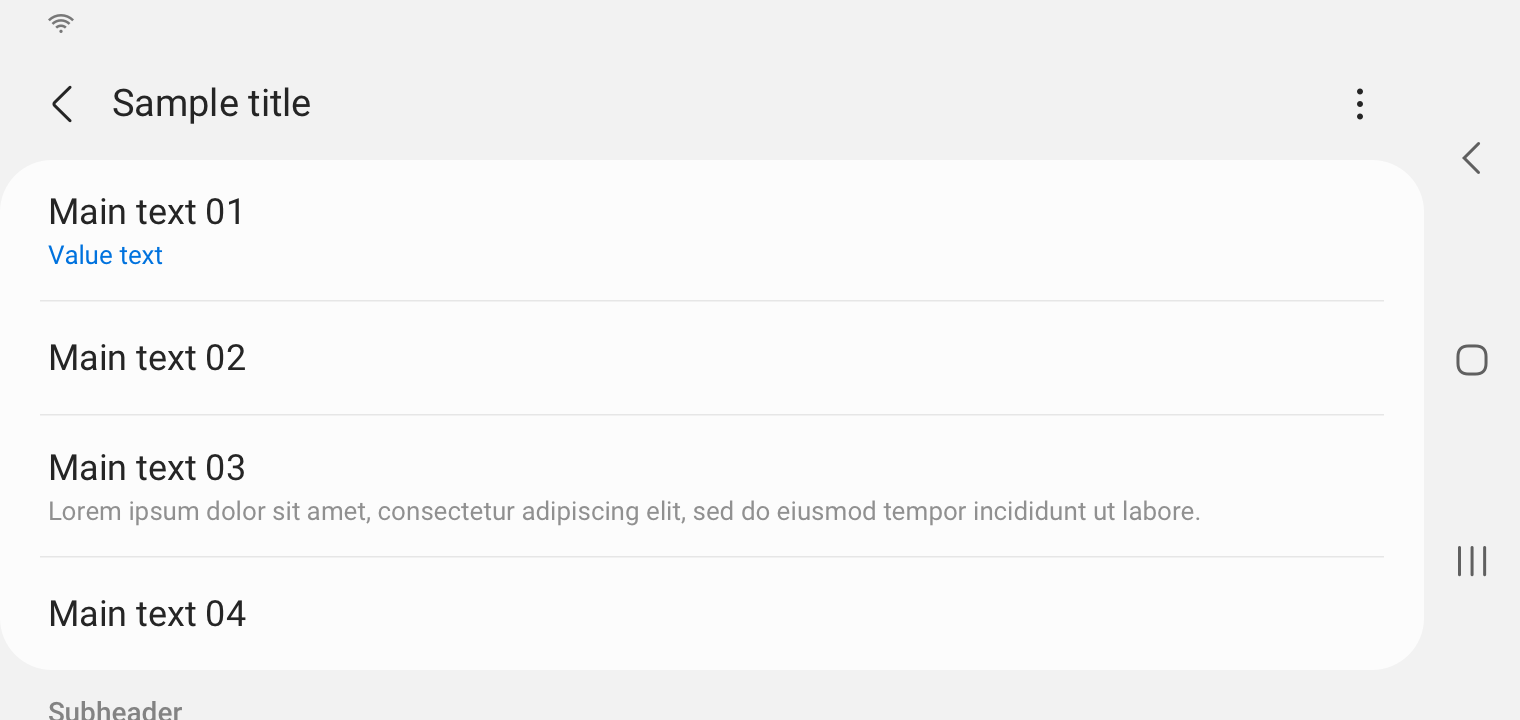 Sample title
Main text 01
Value text
Main text 02
Main text 03
Lorem ipsum dolor sit amet, consectetur adipiscing elit, sed do eiusmod tempor incididunt ut labore.
Main text 04
Subheader